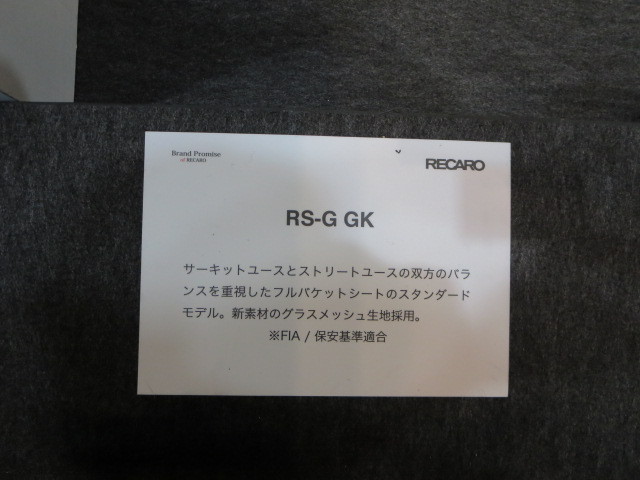 Brand Promise
of RECARO
RECARO
RS-G GK
サーキットユースとストリートユースの双方のバラ
ンスを重視したフルバケットシートのスタンダード
モデル。新素材のグラスメッシュ生地採用。
※FIA / 保安基準適合